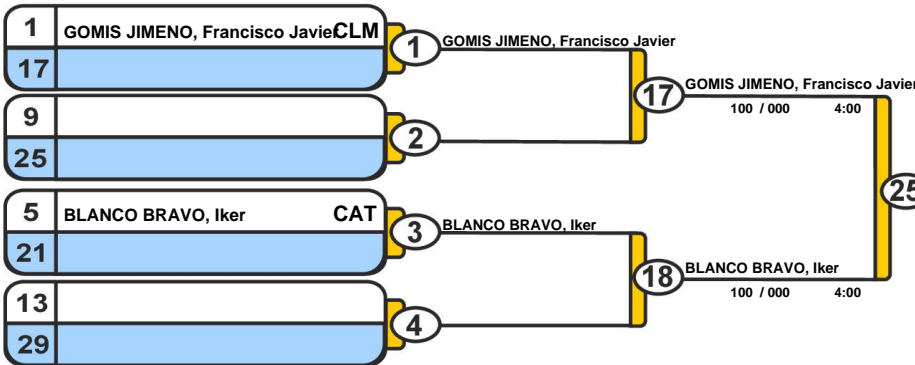 1 GOMIS JIMENO, Francisco Javier CLM
17
1
GOMIS JIMENO, Francisco Javier
9
25
2
17
GOMIS JIMENO, Francisco Javier
100 / 000 4:00
5 BLANCO BRAVO, Iker CAT
21
3
BLANCO BRAVO, Iker
13
29
4
18
BLANCO BRAVO, Iker
100 / 000 4:00
25